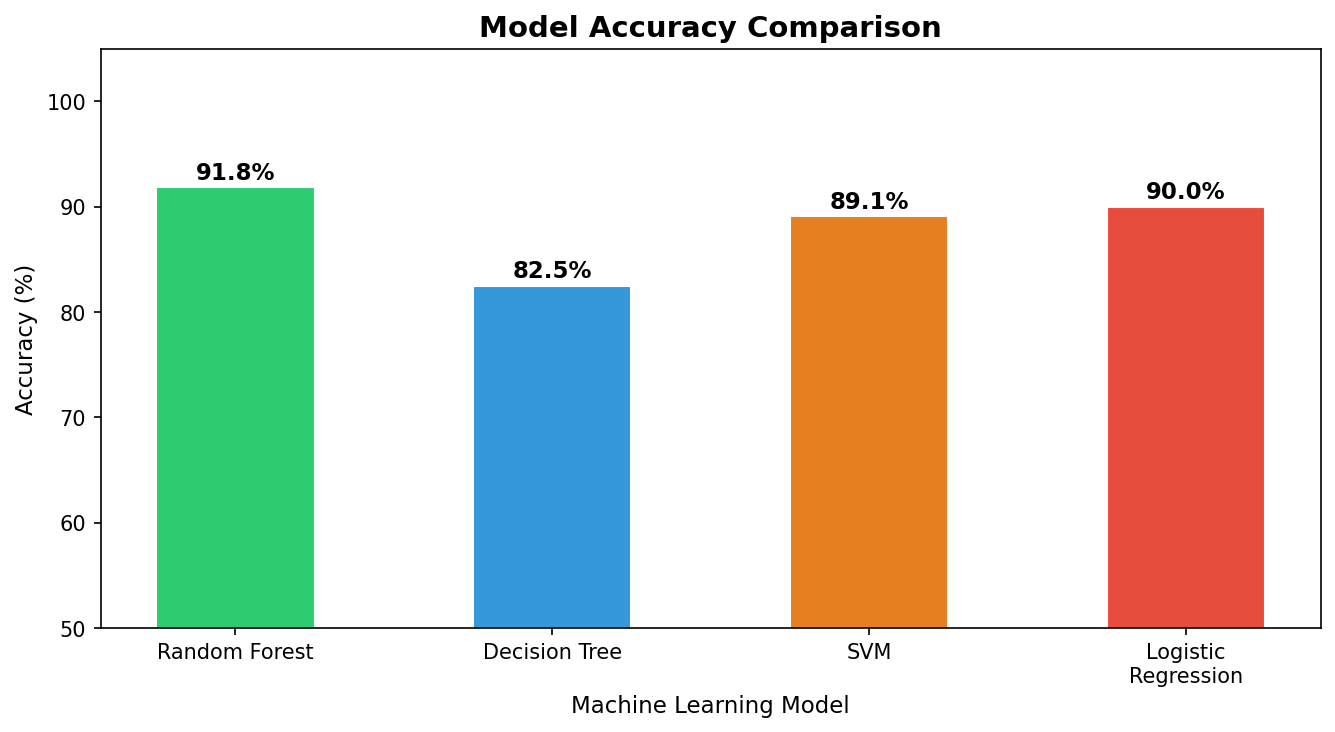 Model Accuracy Comparison
Accuracy (%)
100
90
80
70
60
50
91.8%
82.5%
89.1%
90.0%
Random Forest
Decision Tree
SVM
Logistic
Regression
Machine Learning Model